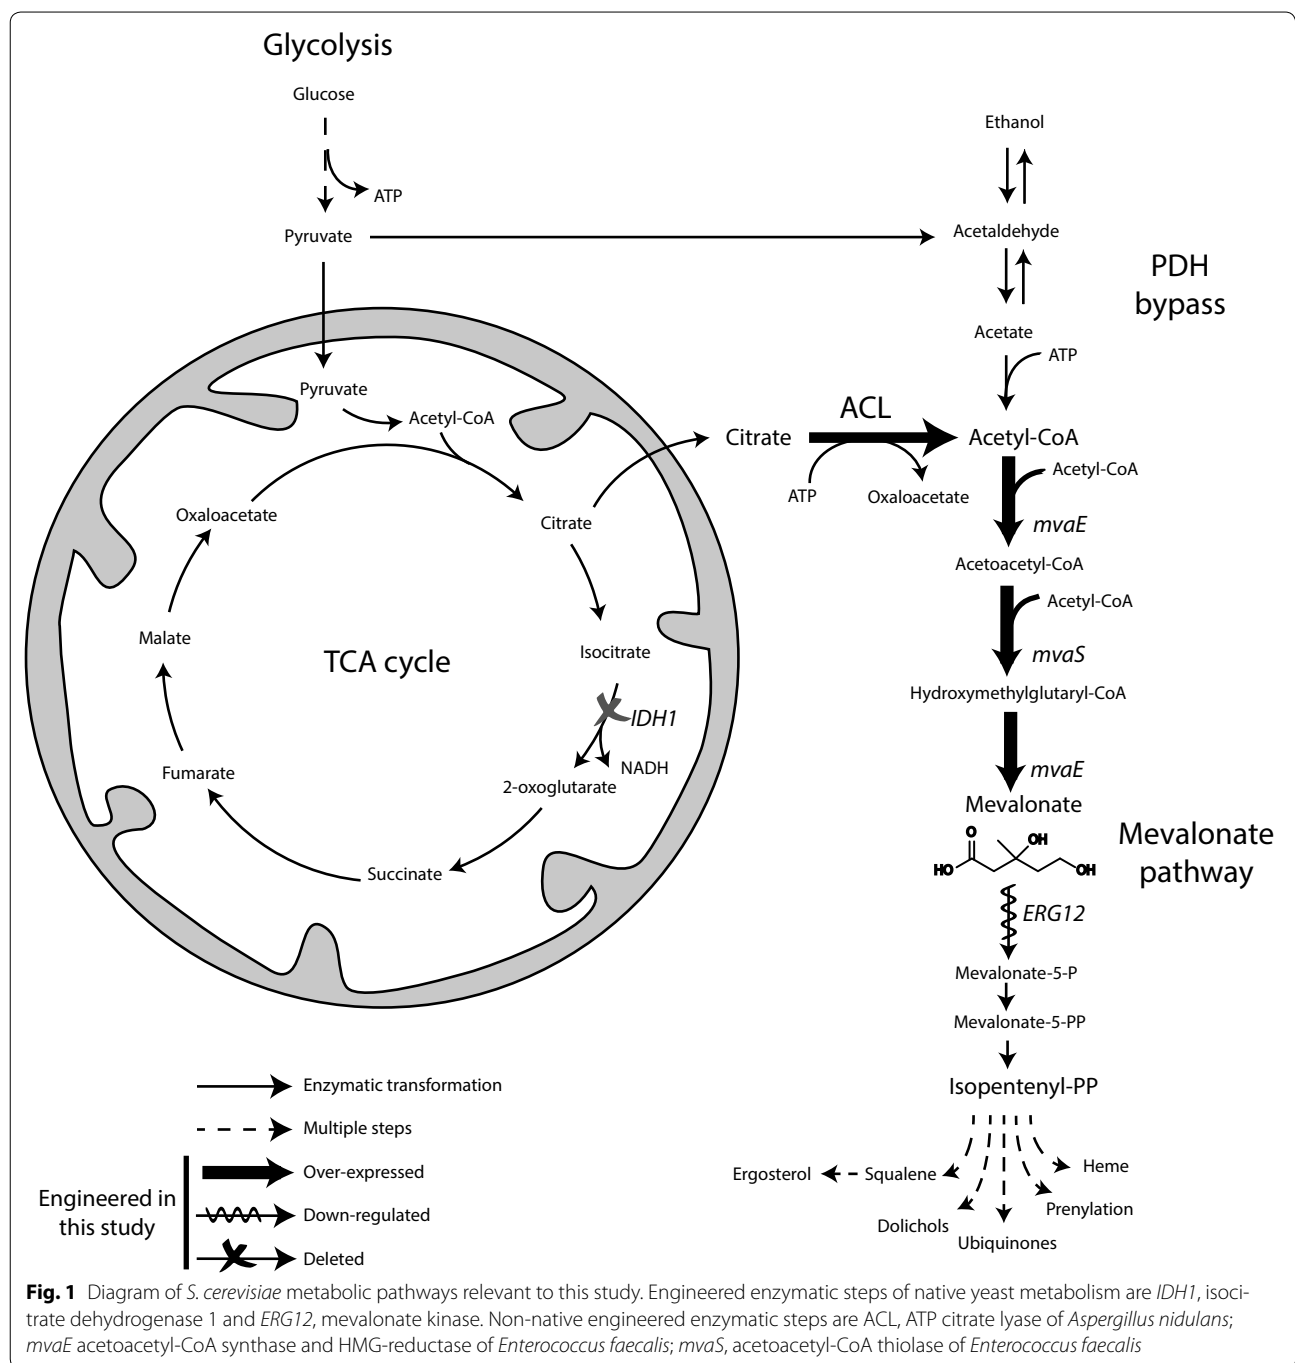 Glycolysis
Glucose
ATP
Pyruvate
Ethanol
Acetaldehyde
PDH
bypass
Acetate
ATP
Pyruvate
Acetyl-CoA
ACL
Citrate
Acetyl-CoA
Acetyl-CoA
ATP
Oxaloacetate
mvaE
Oxaloacetate
Citrate
Acetoacetyl-CoA
Acetyl-CoA
Malate
TCA cycle
Isocitrate
mvaS
Hydroxymethylglutaryl-CoA
IDH1
NADH
Fumarate
2-oxoglutarate
mvaE
Mevalonate
O
OH
HO
OH
Mevalonate
pathway
Succinate
ERG12
Mevalonate-5-P
Mevalonate-5-PP
Isopentenyl-PP
Ergosterol
Squalene
Heme
Prenylation
Dolichols
Ubiquinones
Enzymatic transformation
Multiple steps
Engineered in
this study
Over-expressed
Down-regulated
Deleted
Fig. 1 Diagram of S. cerevisiae metabolic pathways relevant to this study. Engineered enzymatic steps of native yeast metabolism are IDH1, isoci-
trate dehydrogenase 1 and ERG12, mevalonate kinase. Non-native engineered enzymatic steps are ACL, ATP citrate lyase of Aspergillus nidulans;
mvaE acetoacetyl-CoA synthase and HMG-reductase of Enterococcus faecalis; mvaS, acetoacetyl-CoA thiolase of Enterococcus faecalis